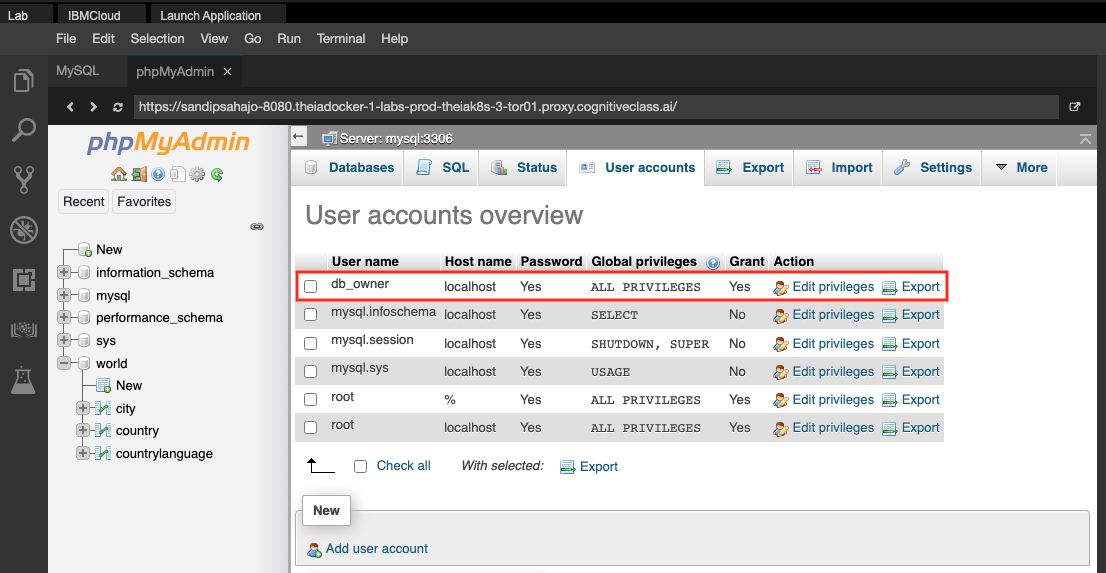 Lab IBMCloud Launch Application
File Edit Selection View Go Run Terminal Help
MySQL phpMyAdmin ×
https://sandipsahajo-8080.theiadocker-1-labs-prod-theiak8s-3-tor01.proxy.cognitiveclass.ai/
phpMyAdmin
Recent Favorites
New
information_schema
mysql
performance_schema
sys
world
New
city
country
countrylanguage
Server: mysql:3306
Databases SQL Status User accounts Export Import Settings More
User accounts overview
User name Host name Password Global privileges Grant Action
db_owner localhost Yes ALL PRIVILEGES Yes Edit privileges Export
mysql.infoschema localhost Yes SELECT No Edit privileges Export
mysql.session localhost Yes SHUTDOWN, SUPER No Edit privileges Export
mysql.sys localhost Yes USAGE No Edit privileges Export
root % Yes ALL PRIVILEGES Yes Edit privileges Export
root localhost Yes ALL PRIVILEGES Yes Edit privileges Export
Check all With selected: Export
New
Add user account